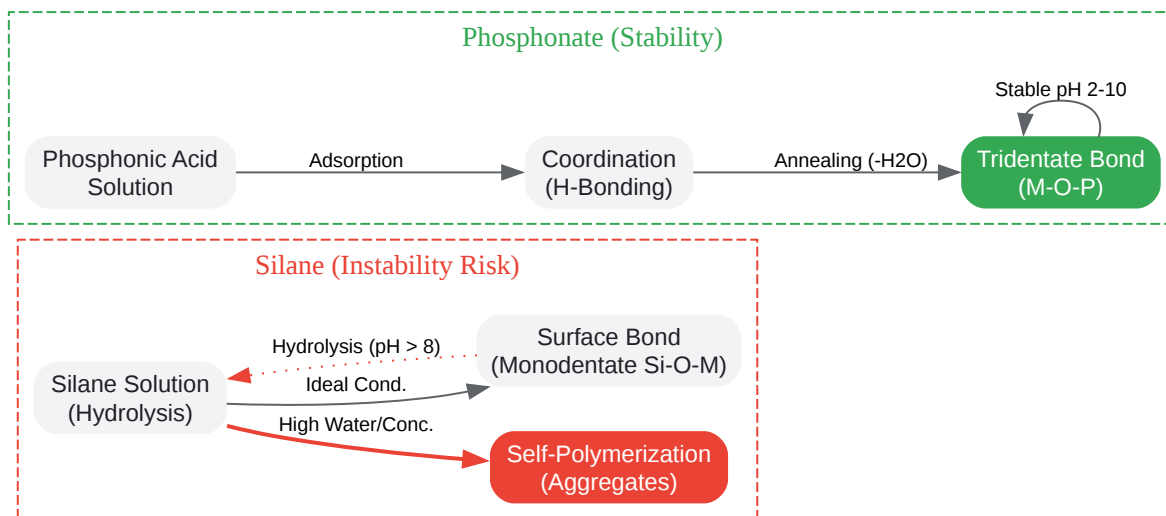 Phosphonate (Stability)
Stable pH 2-10
Phosphonic Acid
Solution
Adsorption
Coordination
(H-Bonding)
Annealing (-H2O)
Tridentate Bond
(M-O-P)
Silane (Instability Risk)
Hydrolysis (pH > 8)
Surface Bond
(Monodentate Si-O-M)
Silane Solution
(Hydrolysis)
Ideal Cond.
High Water/Conc.
Self-Polymerization
(Aggregates)